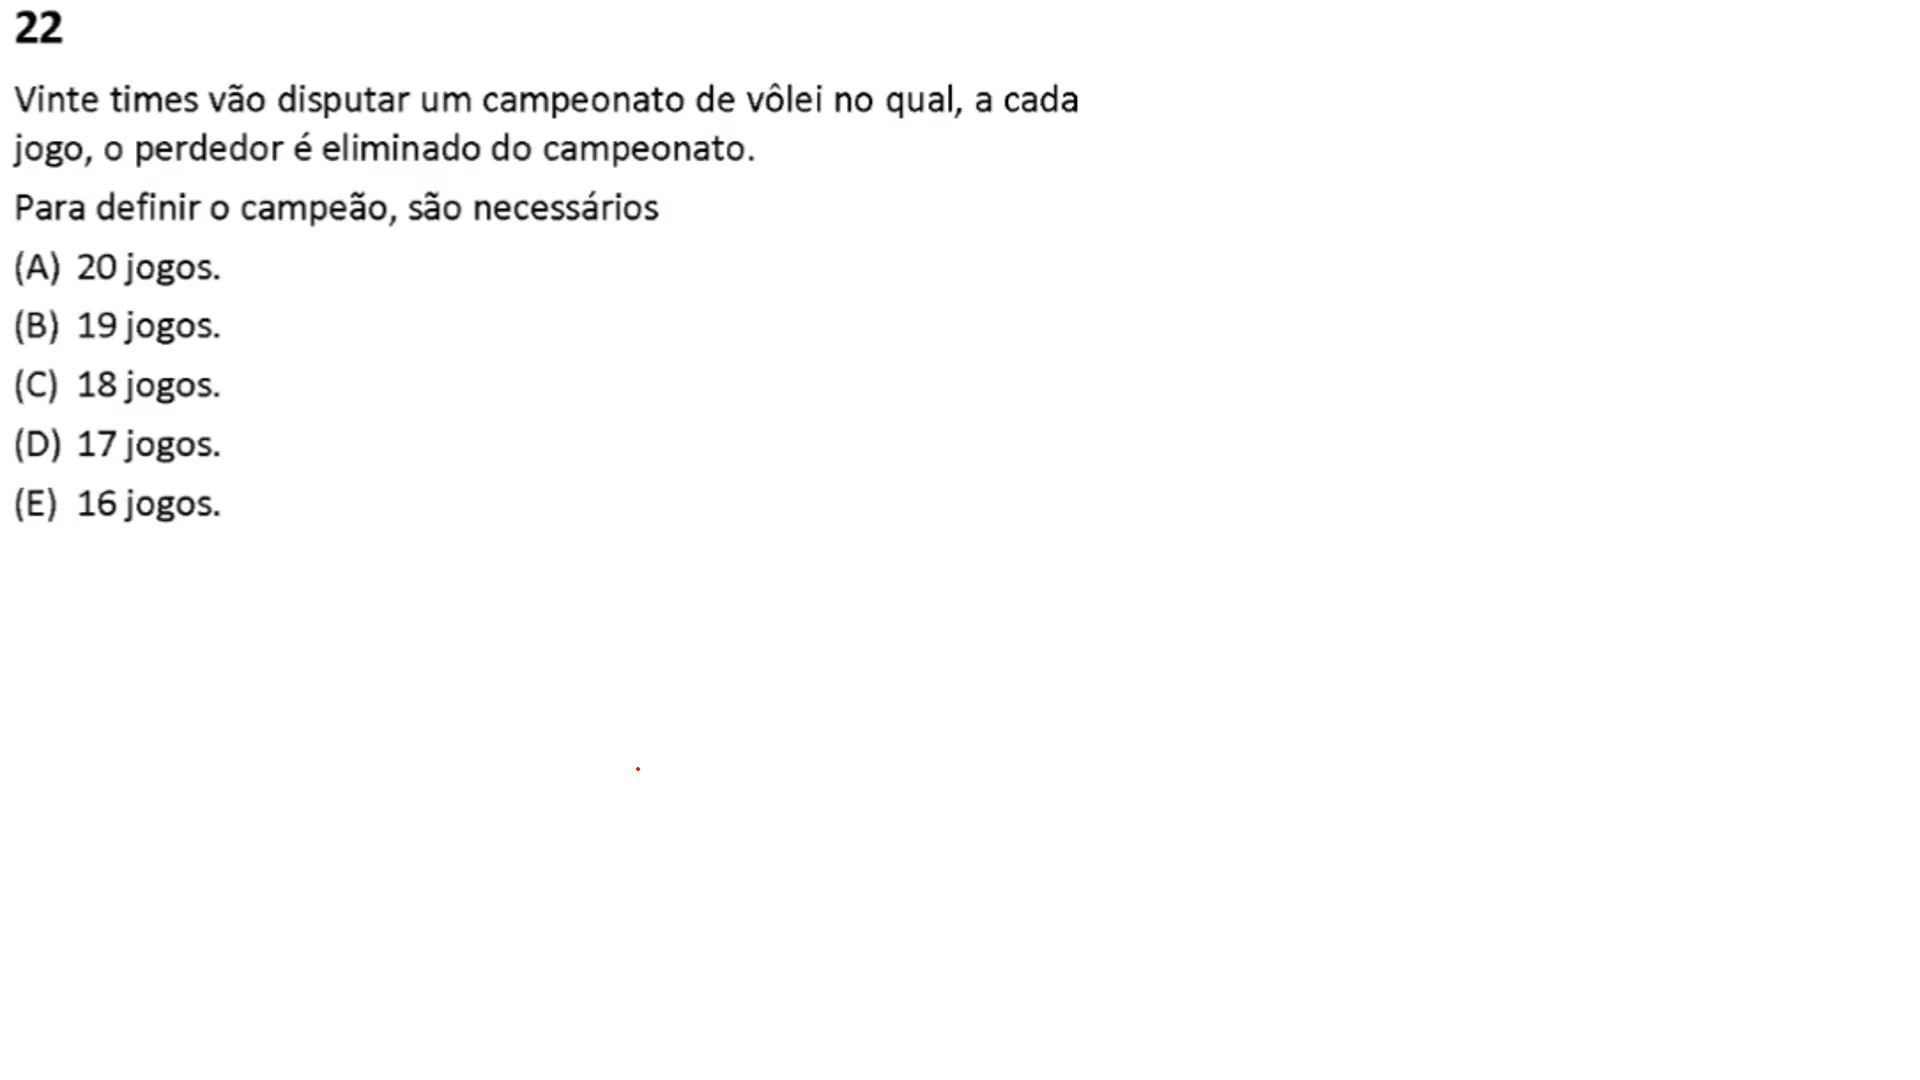 22
Vinte times vão disputar um campeonato de vôlei no qual, a cada
jogo, o perdedor é eliminado do campeonato.
Para definir o campeão, são necessários
(A) 20 jogos.
(B) 19 jogos.
(C) 18 jogos.
(D) 17 jogos.
(E) 16 jogos.